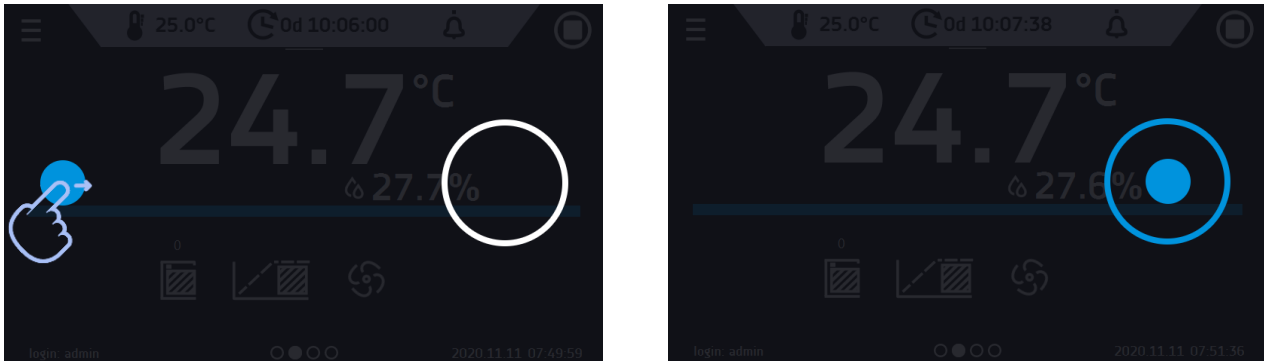 25.0°C 0d 10:06:00
24.7°C
27.7%
0
login: admin 2020.11.11 07:49:59
25.0°C 0d 10:07:38
24.7°C
27.6%
0
login: admin 2020.11.11 07:51:36